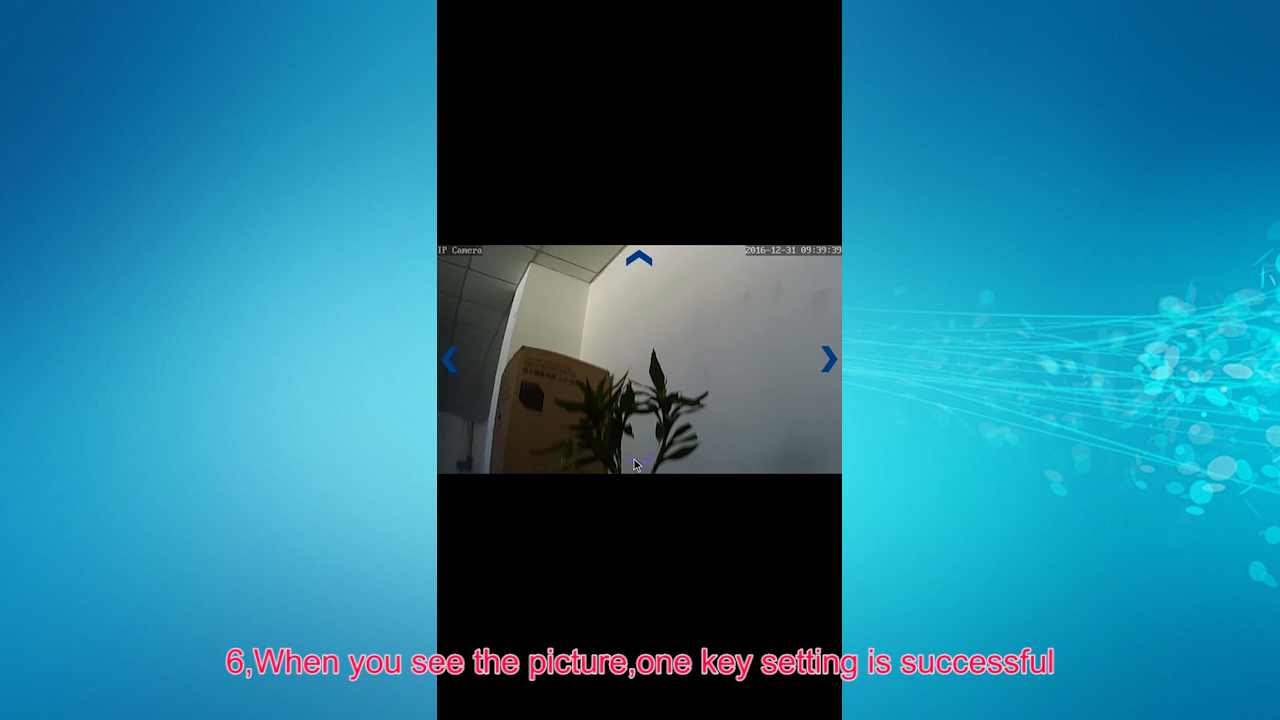 IP Camera
2016-12-31 09:39:39
6,When you see the picture,one key setting is successful